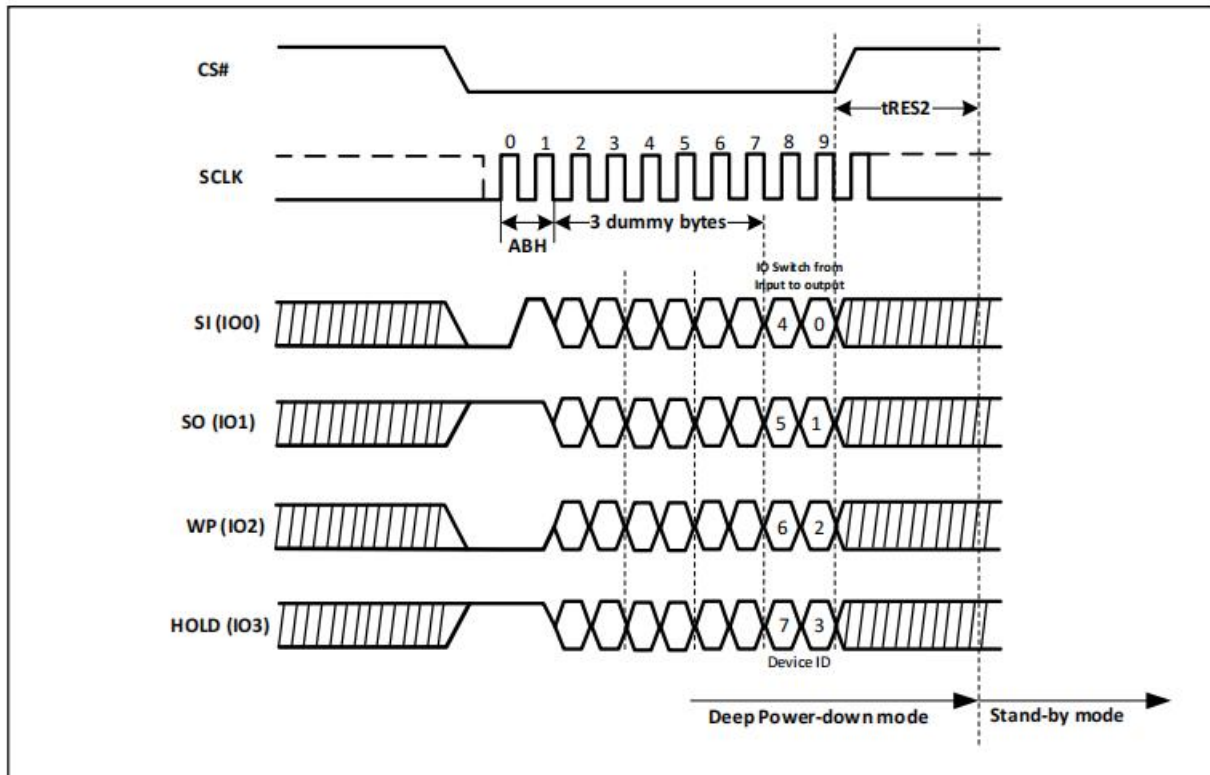 CS#
tRES2
0 1 2 3 4 5 6 7 8 9
SCLK
3 dummy bytes
ABH
IO Switch from
Input to output
SI (IO0)
4 0
SO (IO1)
5 1
WP (IO2)
6 2
HOLD (IO3)
7 3
Device ID
Deep Power-down mode
Stand-by mode